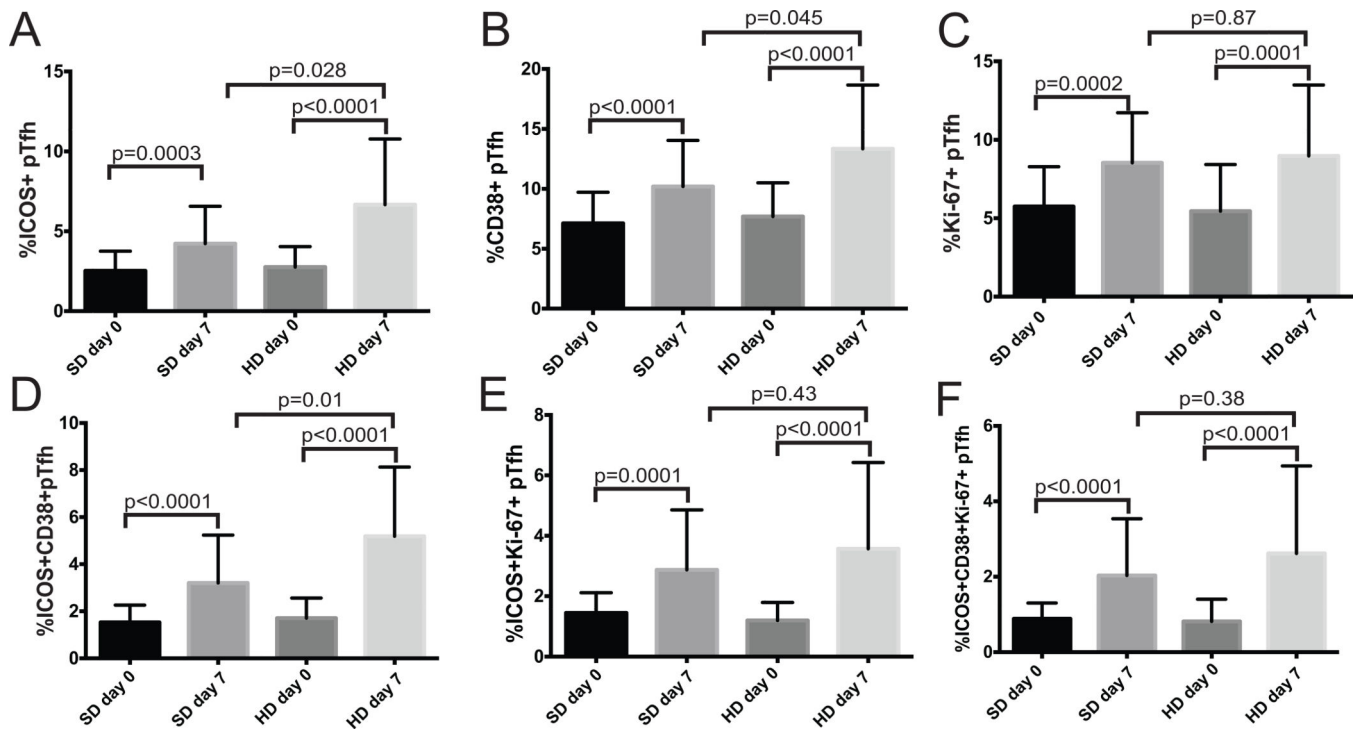 A
p=0.028
p<0.0001
p=0.0003
%ICOS+ pTfh
15
10
5
0
SD day 0
SD day 7
HD day 0
HD day 7
B
p=0.045
p<0.0001
p<0.0001
%CD38+ pTfh
20
15
10
5
0
SD day 0
SD day 7
HD day 0
HD day 7
C
p=0.87
p=0.0001
p=0.0002
%Ki-67+ pTfh
15
10
5
0
SD day 0
SD day 7
HD day 0
HD day 7
D
p=0.01
p<0.0001
p<0.0001
%ICOS+CD38+pTfh
10
8
6
4
2
0
SD day 0
SD day 7
HD day 0
HD day 7
E
p=0.43
p<0.0001
p=0.0001
%ICOS+Ki-67+ pTfh
8
6
4
2
0
SD day 0
SD day 7
HD day 0
HD day 7
F
p=0.38
p<0.0001
p<0.0001
%ICOS+CD38+Ki-67+ pTfh
6
4
2
0
SD day 0
SD day 7
HD day 0
HD day 7